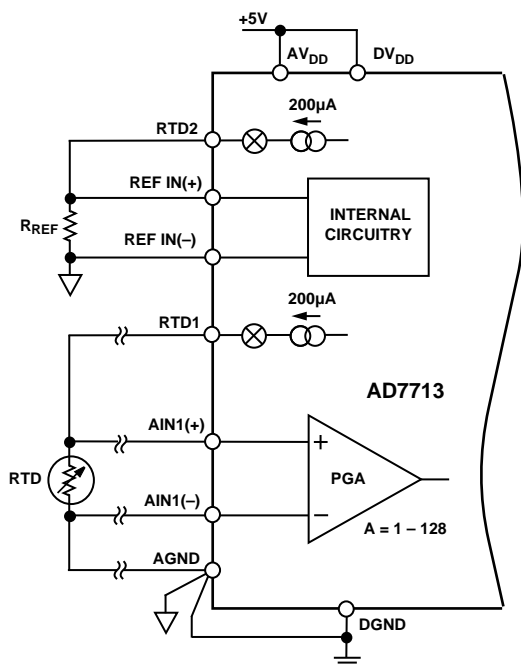 +5V
AVDD
DVDD
200µA
RTD2
REF IN(+)
INTERNAL
CIRCUITRY
RREF
REF IN(–)
200µA
RTD1
AD7713
AIN1(+)
+
RTD
PGA
AIN1(–)
–
A = 1 – 128
AGND
DGND